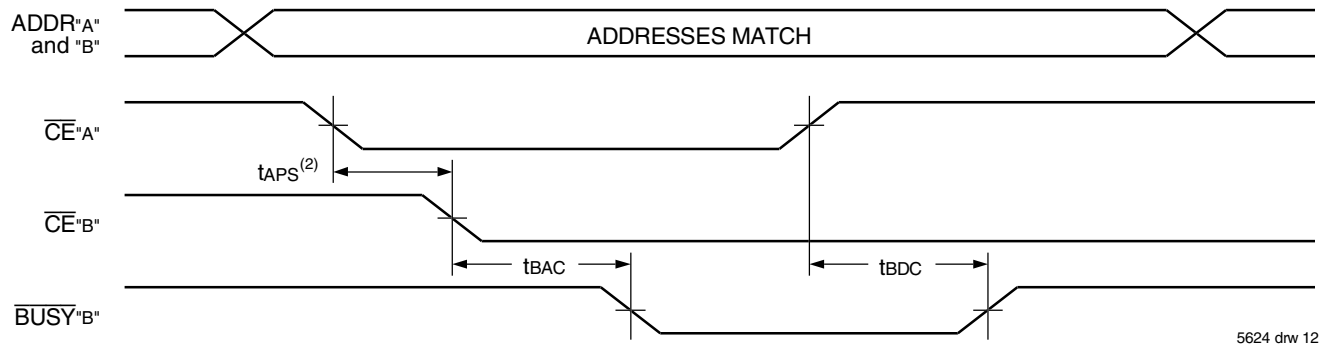 ADDR"A"
and "B"
ADDRESSES MATCH
CE"A"
tAPS(2)
CE"B"
tBAC
tBDC
BUSY"B"
5624 drw 12